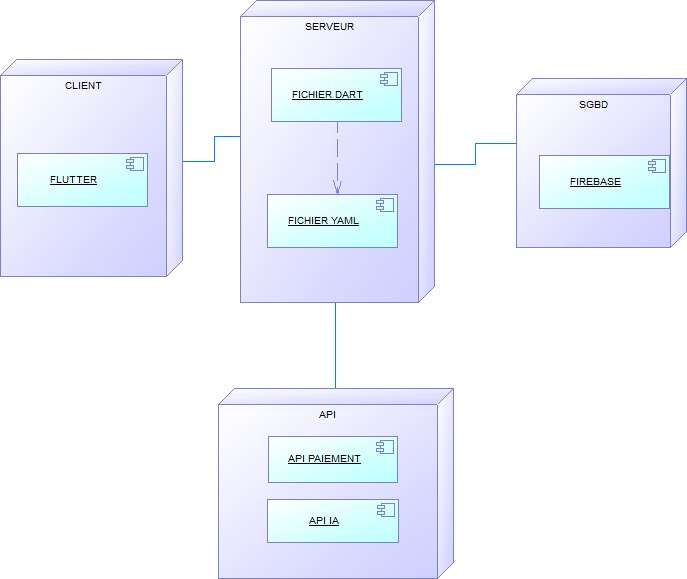 SERVEUR
FICHIER DART
FICHIER YAML
CLIENT
FLUTTER
SGBD
FIREBASE
API
API PAIEMENT
API IA